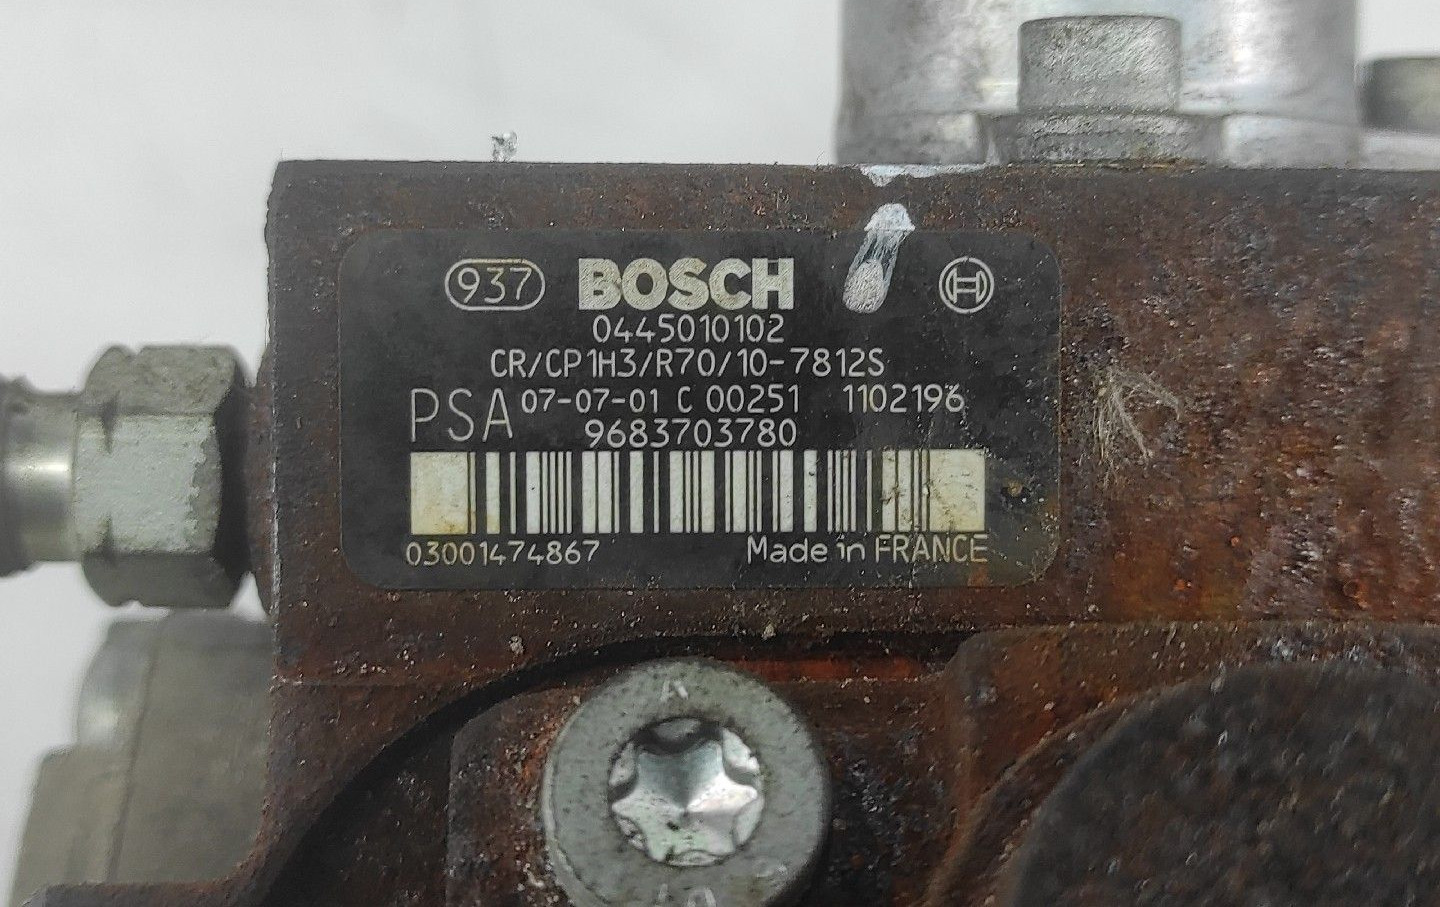 937 BOSCH
0445010102
CR/CP1H3/R70/10-7812S
PSA 07-07-01 C 00251 1102196
9683703780
03001474867 Made in FRANCE
A